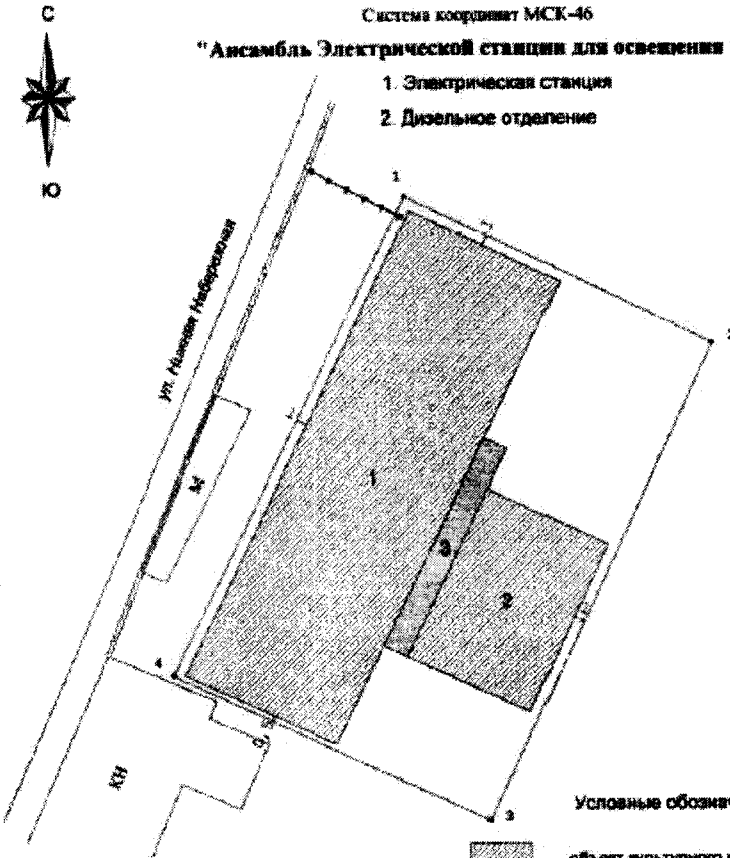 С
Система координат МСК-46
"Ансамбль Электрической станции для освещения
1. Электрическая станция
2. Дизельное отделение
Ю
1
2
ул. Нижняя Набережная
1
М
3
2
4
КН
3
Условные обозна
объект культурного